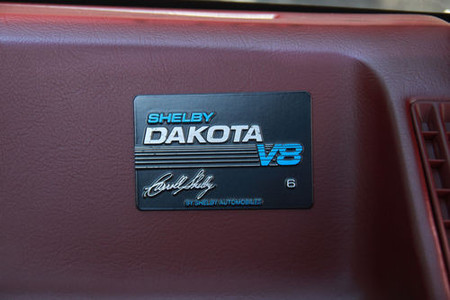 SHELBY
DAKOTA
V8
Carroll Shelby
6
BY SHELBY AUTOMOBILES